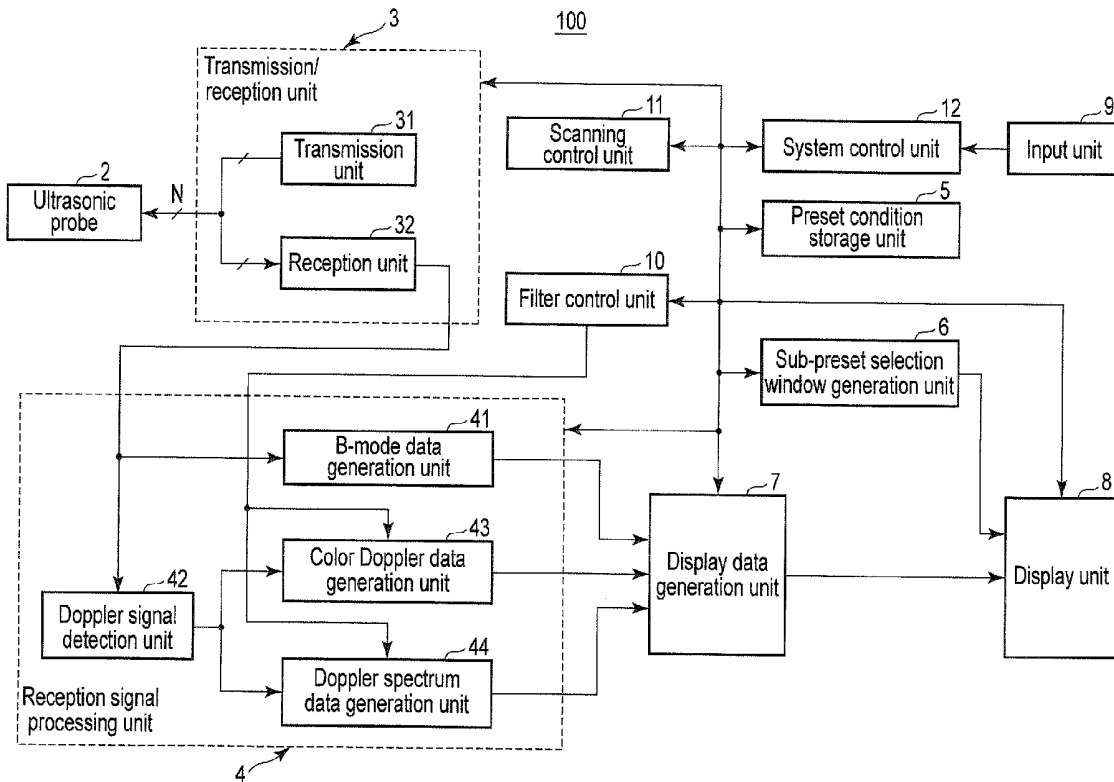 100
3
Transmission/
reception unit
31
Transmission
unit
11
Scanning
control unit
12
System control unit
9
Input unit
2
Ultrasonic
probe
N
32
Reception unit
5
Preset condition
storage unit
10
Filter control unit
6
Sub-preset selection
window generation unit
41
B-mode data
generation unit
43
Color Doppler data
generation unit
7
Display data
generation unit
8
Display unit
42
Doppler signal
detection unit
44
Doppler spectrum
data generation unit
Reception signal
processing unit
4